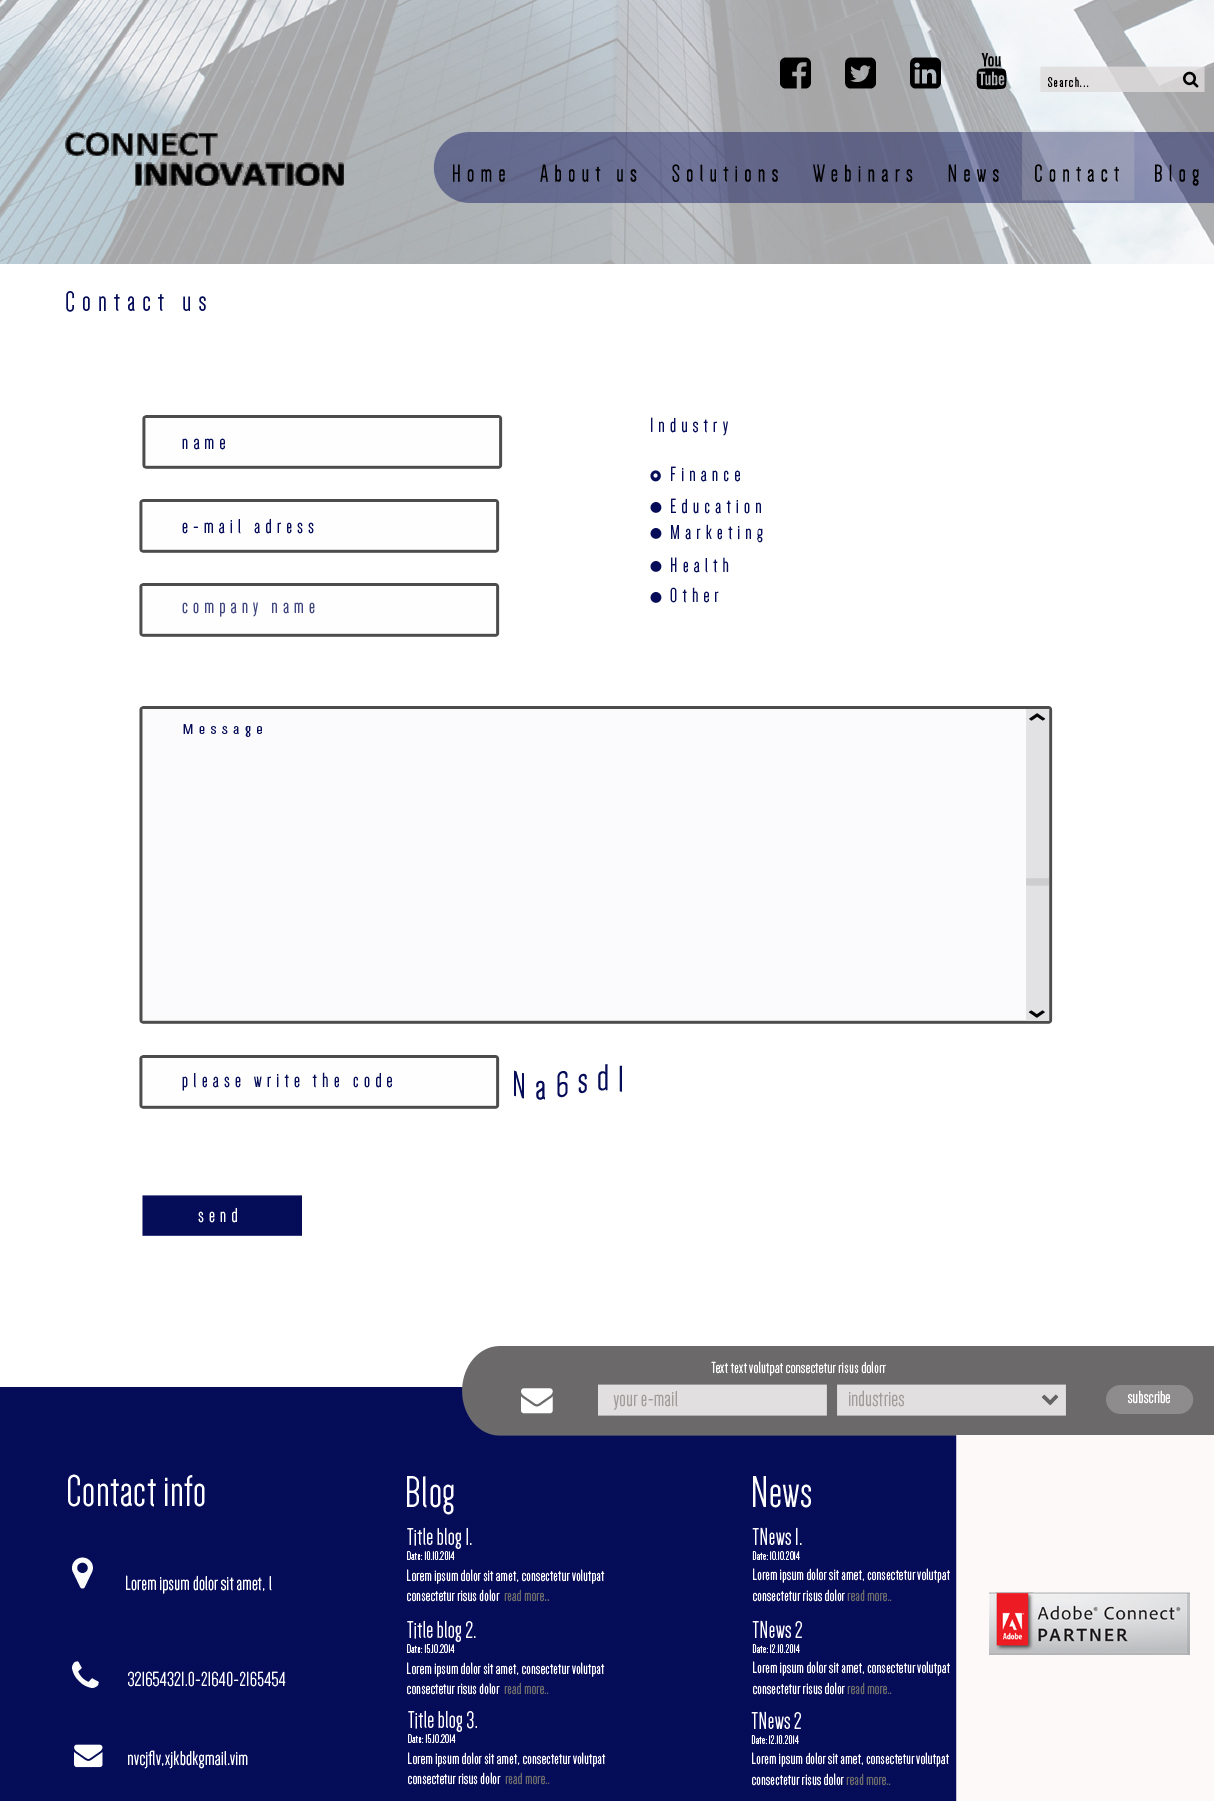 You
Tube
Search...
CONNECT
INNOVATION
Home About us Solutions Webinars News Contact Blog
Contact us
name
e-mail adress
company name
Industry
Finance
Education
Marketing
Health
Other
Message
please write the code
Na6sdl
send
Text text volutpat consectetur risus dolorr
your e-mail
industries
subscribe
Contact info
Lorem ipsum dolor sit amet, l
321654321.0-21640-2165454
nvcjflv,xjkbdkgmail.vim
Blog
Title blog 1.
Date: 10.10.2014
Lorem ipsum dolor sit amet, consectetur volutpat
consectetur risus dolor read more..
Title blog 2.
Date: 15.10.2014
Lorem ipsum dolor sit amet, consectetur volutpat
consectetur risus dolor read more..
Title blog 3.
Date: 15.10.2014
Lorem ipsum dolor sit amet, consectetur volutpat
consectetur risus dolor read more..
News
TNews 1.
Date: 10.10.2014
Lorem ipsum dolor sit amet, consectetur volutpat
consectetur risus dolor read more..
TNews 2
Date: 12.10.2014
Lorem ipsum dolor sit amet, consectetur volutpat
consectetur risus dolor read more..
TNews 2
Date: 12.10.2014
Lorem ipsum dolor sit amet, consectetur volutpat
consectetur risus dolor read more..
Adobe
Adobe® Connect®
PARTNER